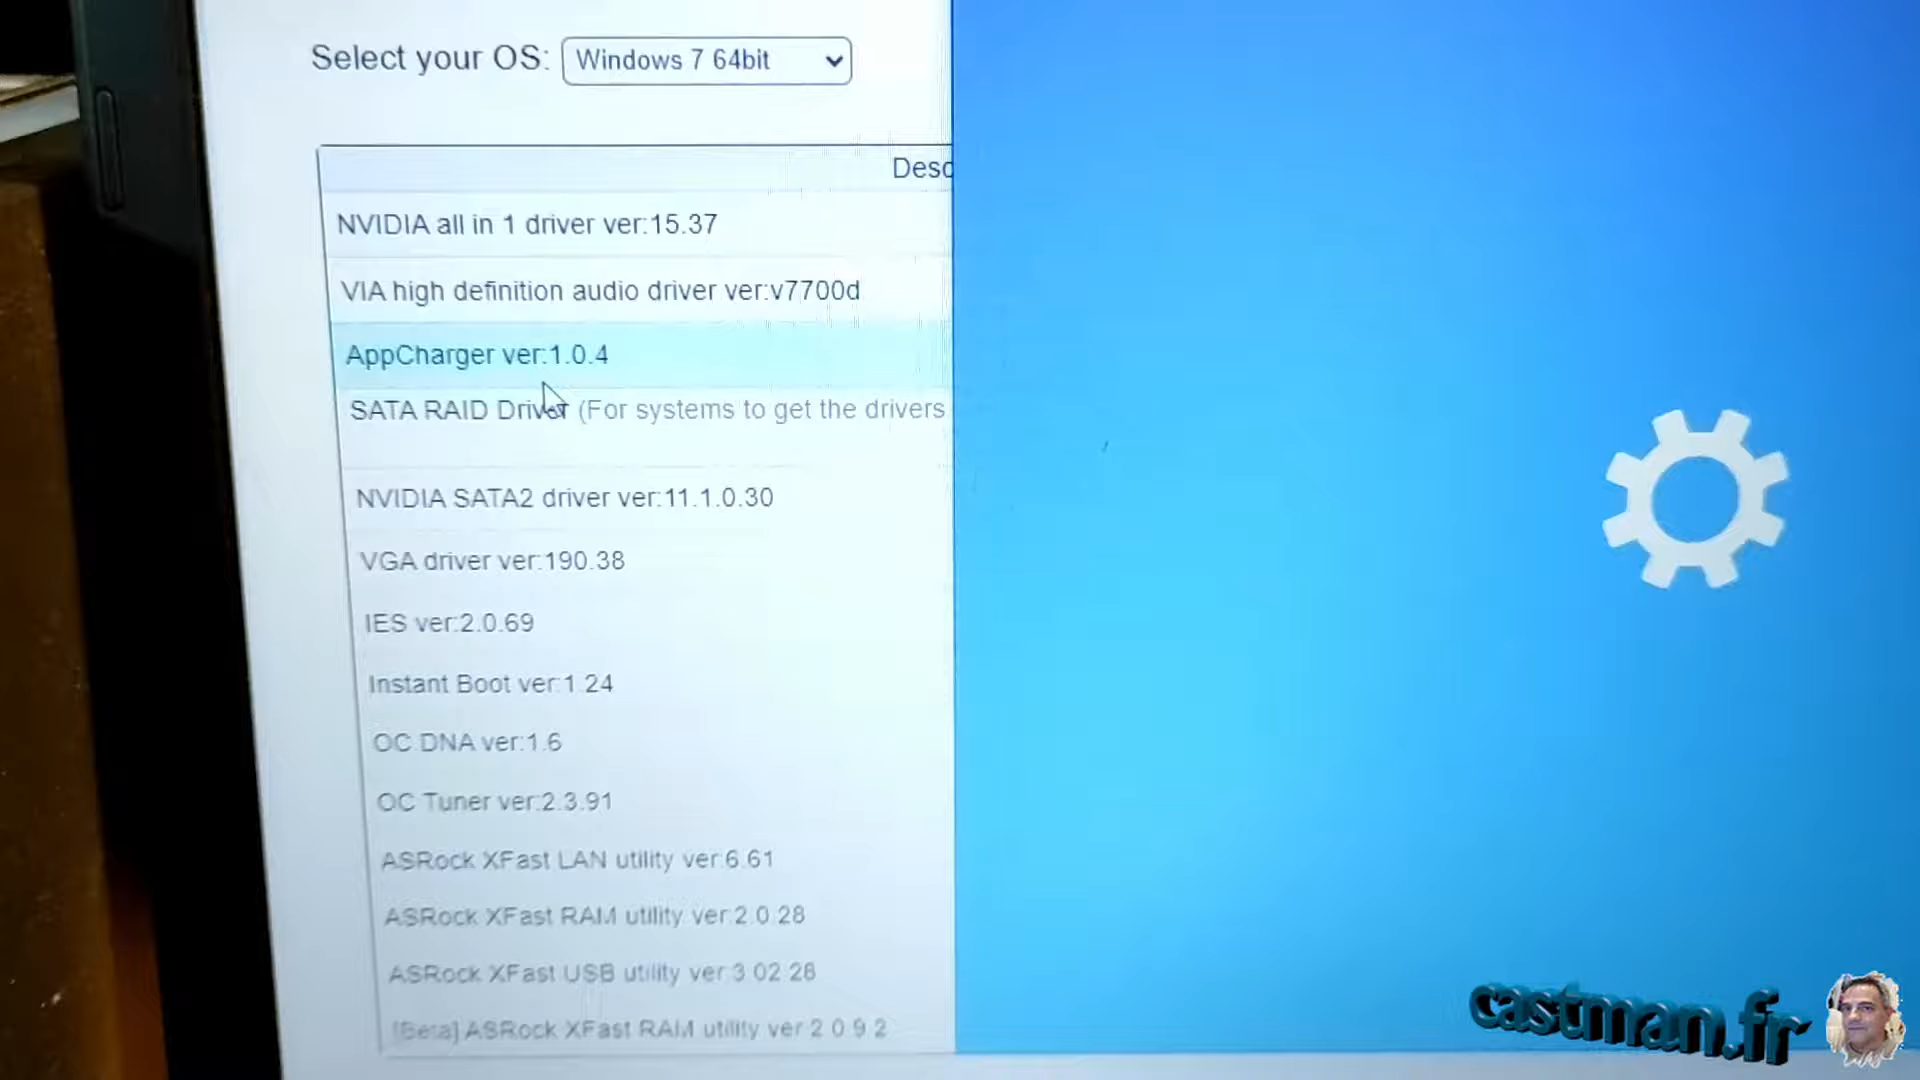 Select your OS: Windows 7 64bit
Desc
NVIDIA all in 1 driver ver:15.37
VIA high definition audio driver ver:v7700d
AppCharger ver:1.0.4
SATA RAID Driver (For systems to get the drivers
NVIDIA SATA2 driver ver:11.1.0.30
VGA driver ver:190.38
IES ver:2.0.69
Instant Boot ver:1.24
OC DNA ver:1.6
OC Tuner ver:2.3.91
ASRock XFast LAN utility ver:6.61
ASRock XFast RAM utility ver:2.0.28
ASRock XFast USB utility ver:3.02.28
[Beta] ASRock XFast RAM utility ver:2.0.9.2
castman.fr